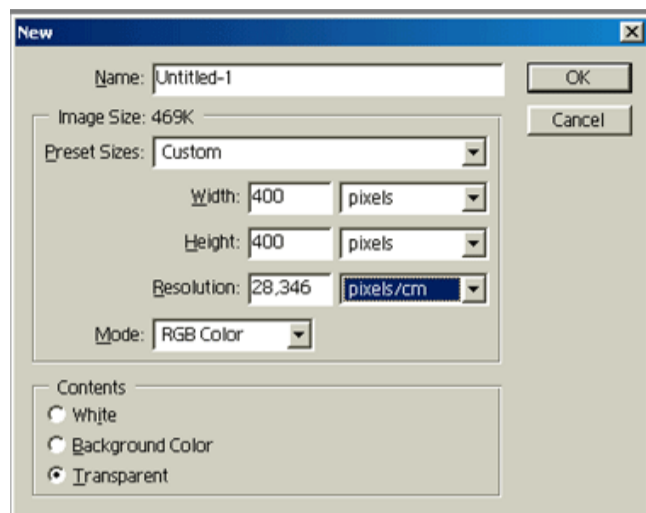 New
Name: Untitled-1
OK
Image Size: 469K
Cancel
Preset Sizes: Custom
Width: 400 pixels
Height: 400 pixels
Resolution: 28,346 pixels/cm
Mode: RGB Color
Contents
White
Background Color
Transparent